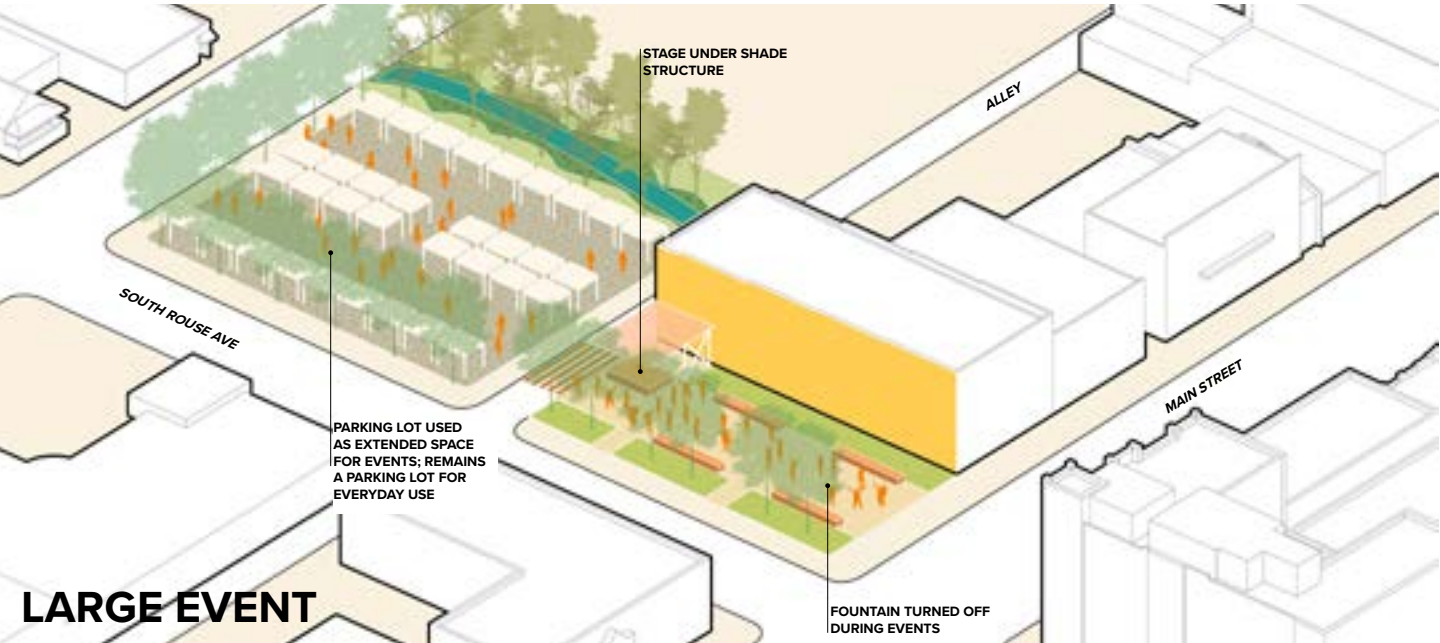 STAGE UNDER SHADE
STRUCTURE
ALLEY
SOUTH ROUSE AVE
MAIN STREET
PARKING LOT USED
AS EXTENDED SPACE
FOR EVENTS; REMAINS
A PARKING LOT FOR
EVERYDAY USE
LARGE EVENT
FOUNTAIN TURNED OFF
DURING EVENTS